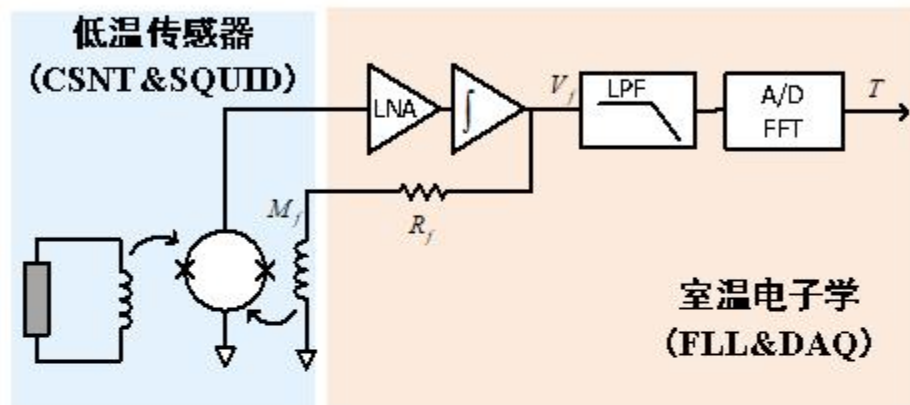 低温传感器
(CSNT&SQUID)
LNA
∫
V_f
LPF
A/D
FFT
T
M_f
R_f
室温电子学
(FLL&DAQ)